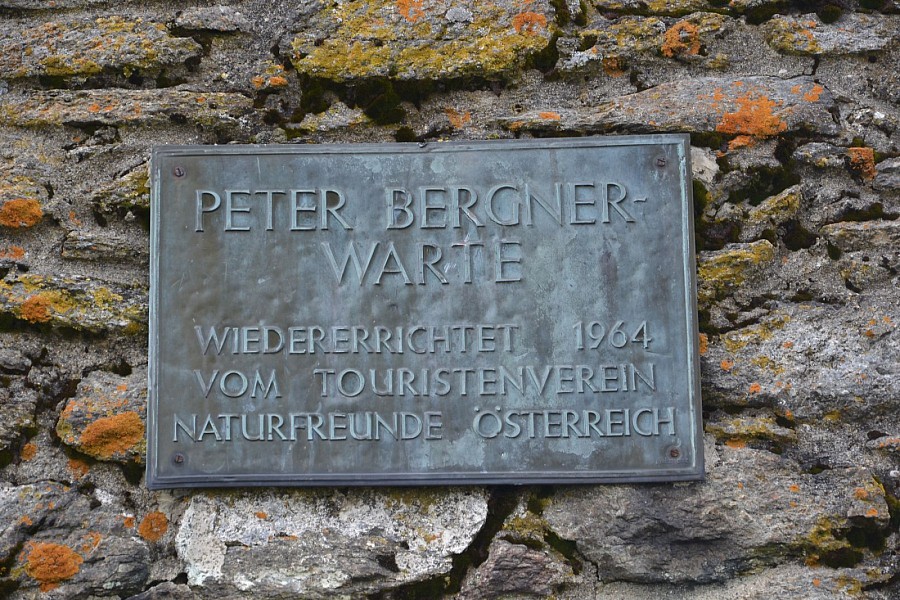 PETER BERGNER-
WARTE
WIEDERERRICHTET 1964
VOM TOURISTENVEREIN
NATURFREUNDE ÖSTERREICH